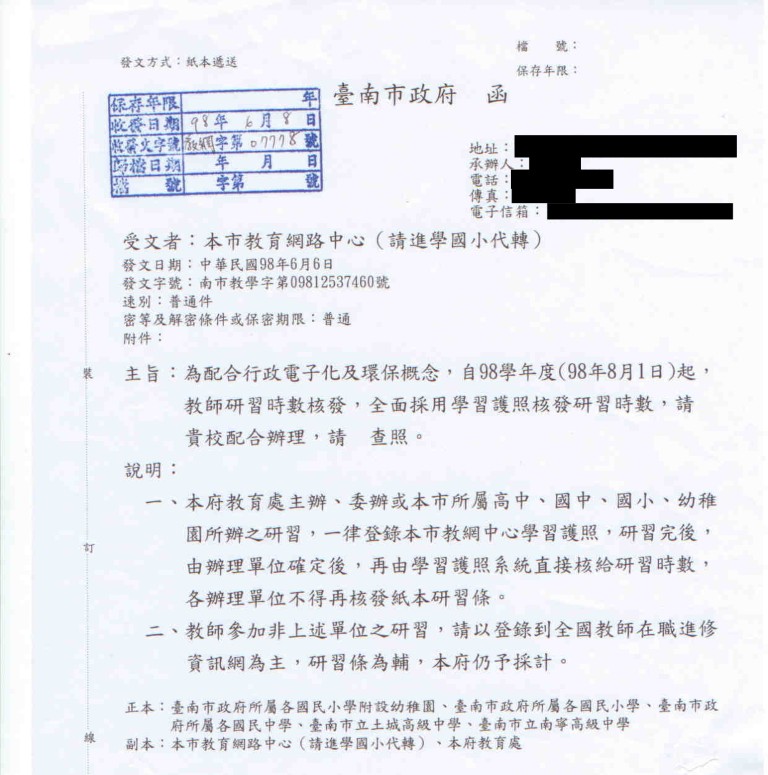 檔　　號：
保存年限：
發文方式：紙本遞送
臺南市政府　函
保存年限　　　年
收發日期 98年 6月 8日
收發文字號 教網字第07778號
歸檔日期　年　月　日
檔　　號　字第　　號
地址：
承辦人：
電話：
傳真：
電子信箱：
受文者：本市教育網路中心（請進學國小代轉）
發文日期：中華民國98年6月6日
發文字號：南市教學字第09812537460號
速別：普通件
密等及解密條件或保密期限：普通
附件：
主旨：為配合行政電子化及環保概念，自98學年度(98年8月1日)起，
教師研習時數核發，全面採用學習護照核發研習時數，請
貴校配合辦理，請　查照。
說明：
一、本府教育處主辦、委辦或本市所屬高中、國中、國小、幼稚
園所辦之研習，一律登錄本市教網中心學習護照，研習完後，
由辦理單位確定後，再由學習護照系統直接核給研習時數，
各辦理單位不得再核發紙本研習條。
二、教師參加非上述單位之研習，請以登錄到全國教師在職進修
資訊網為主，研習條為輔，本府仍予採計。
正本：臺南市政府所屬各國民小學附設幼稚園、臺南市政府所屬各國民小學、臺南市政
府所屬各國民中學、臺南市立土城高級中學、臺南市立南寧高級中學
副本：本市教育網路中心（請進學國小代轉）、本府教育處
裝
訂
線